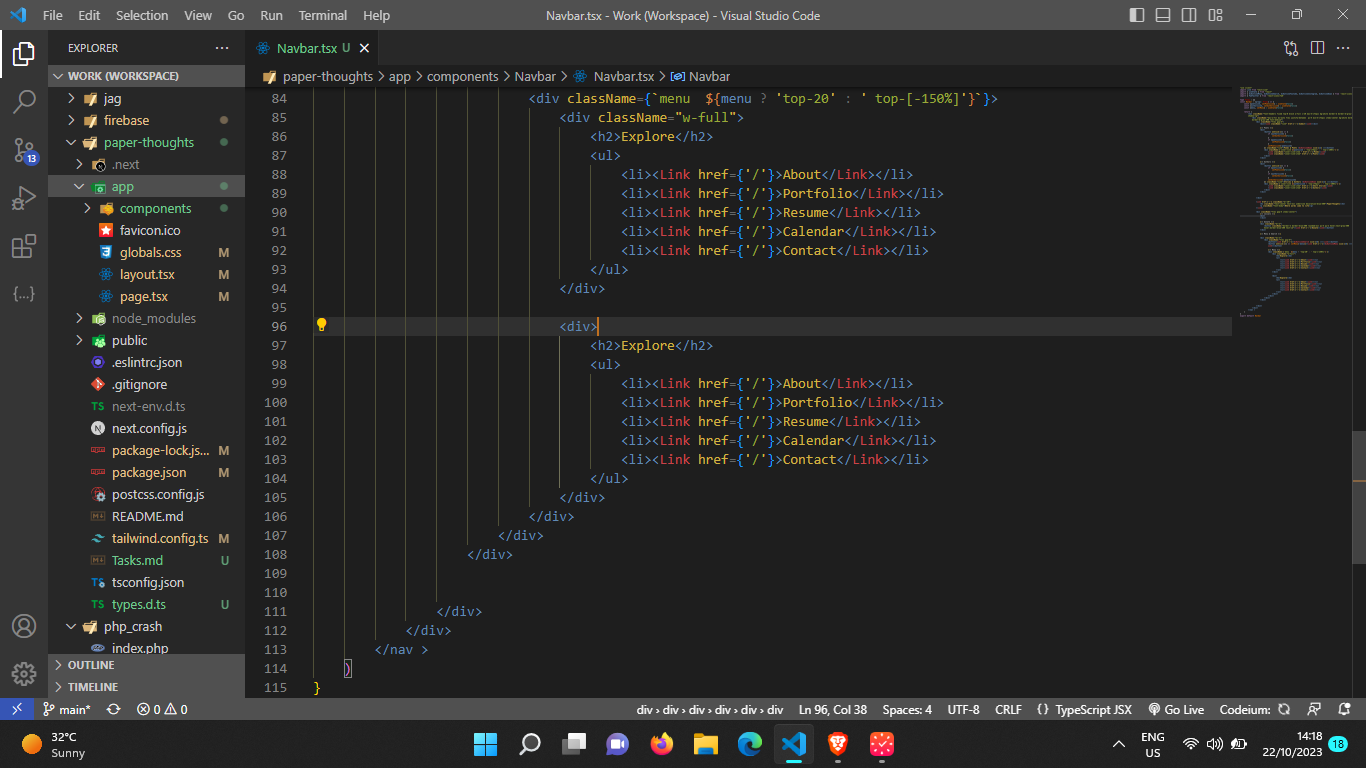 File Edit Selection View Go Run Terminal Help Navbar.tsx - Work (Workspace) - Visual Studio Code
EXPLORER
Navbar.tsx U
WORK (WORKSPACE)
paper-thoughts > app > components > Navbar > Navbar.tsx > Navbar
jag
firebase
paper-thoughts
.next
app
components
favicon.ico
globals.css M
layout.tsx M
page.tsx M
node_modules
public
.eslintrc.json
.gitignore
next-env.d.ts
next.config.js
package-lock.js... M
package.json M
postcss.config.js
README.md
tailwind.config.ts M
Tasks.md U
tsconfig.json
types.d.ts U
php_crash
index.php
OUTLINE
TIMELINE
13
84 <div className={`menu  ${menu ? 'top-20' : ' top-[-150%]'}`}>
85 <div className="w-full">
86 <h2>Explore</h2>
87 <ul>
88 <li><Link href={'/'}>About</Link></li>
89 <li><Link href={'/'}>Portfolio</Link></li>
90 <li><Link href={'/'}>Resume</Link></li>
91 <li><Link href={'/'}>Calendar</Link></li>
92 <li><Link href={'/'}>Contact</Link></li>
93 </ul>
94 </div>
95
96 <div>
97 <h2>Explore</h2>
98 <ul>
99 <li><Link href={'/'}>About</Link></li>
100 <li><Link href={'/'}>Portfolio</Link></li>
101 <li><Link href={'/'}>Resume</Link></li>
102 <li><Link href={'/'}>Calendar</Link></li>
103 <li><Link href={'/'}>Contact</Link></li>
104 </ul>
105 </div>
106 </div>
107 </div>
108 </div>
109
110
111 </div>
112 </div>
113 </nav >
114 )
115 }
main* 0 0 div > div > div > div > div > div Ln 96, Col 38 Spaces: 4 UTF-8 CRLF {} TypeScript JSX Go Live Codeium:
32°C
Sunny
ENG
US
14:18
22/10/2023
18